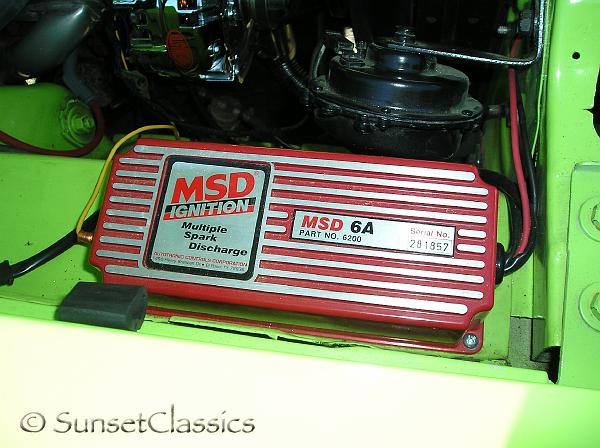 MSD
IGNITION
Multiple
Spark
Discharge
AUTOTRONIC CONTROLS CORPORATION
MSD 6A
PART NO. 6200
Serial No.
281857
© SunsetClassics